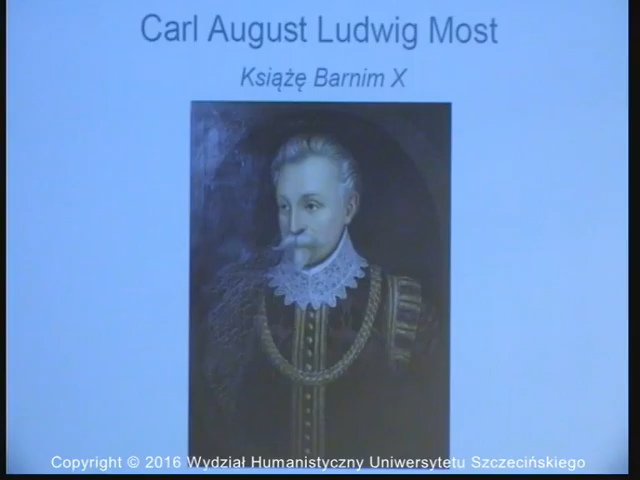 Carl August Ludwig Most
Książę Barnim X
Copyright © 2016 Wydział Humanistyczny Uniwersytetu Szczecińskiego